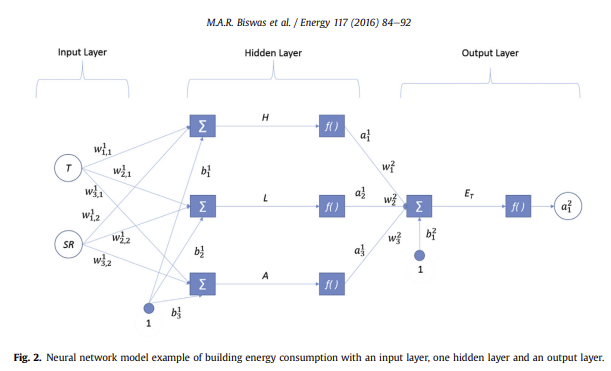 M.A.R. Biswas et al. / Energy 117 (2016) 84–92
Input Layer
Hidden Layer
Output Layer
T
SR
w¹₁,₁
w¹₂,₁
w¹₃,₁
w¹₁,₂
w¹₂,₂
w¹₃,₂
1
b¹₁
b¹₂
b¹₃
Σ
H
f( )
a¹₁
Σ
L
f( )
a¹₂
Σ
A
f( )
a¹₃
w²₁
w²₂
w²₃
Σ
b²₁
1
E_T
f( )
a²₁
Fig. 2. Neural network model example of building energy consumption with an input layer, one hidden layer and an output layer.